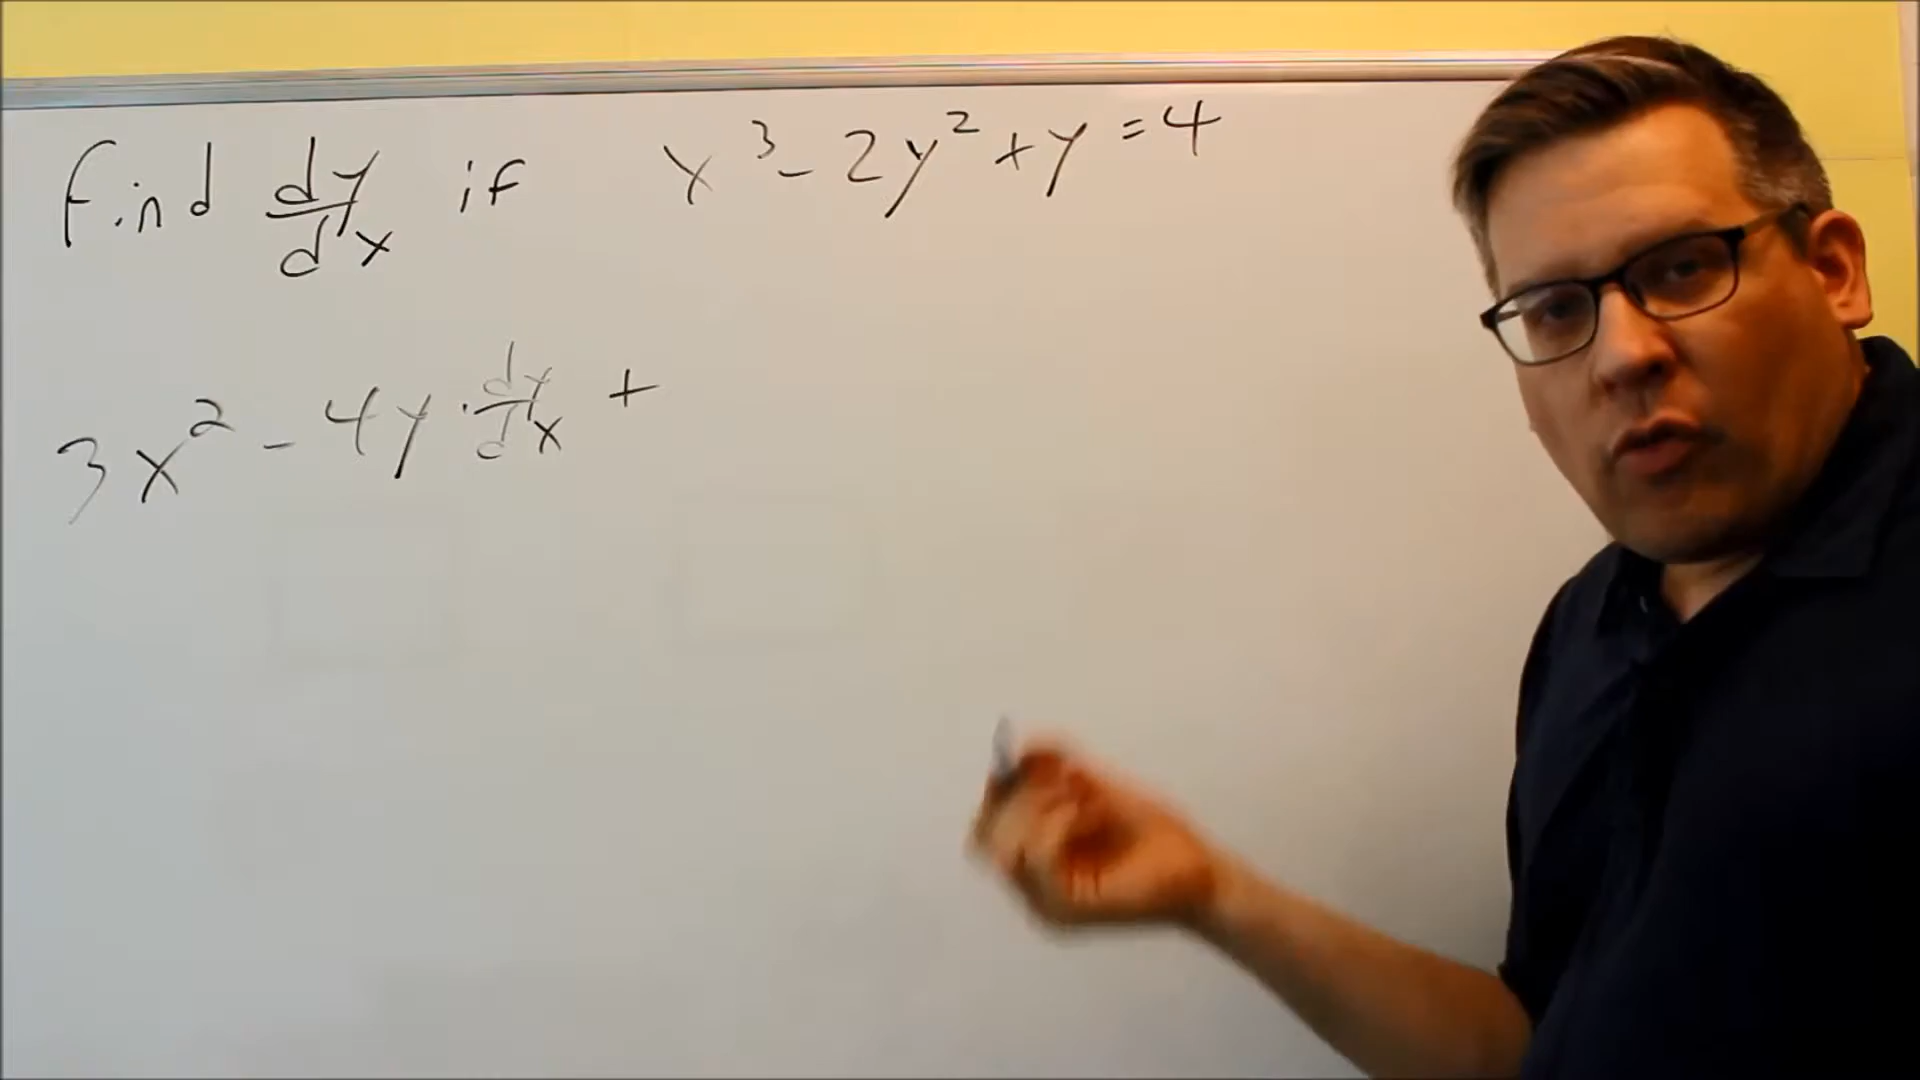 Find dy/dx if x³ - 2y² + y = 4
3x² - 4y · dy/dx +